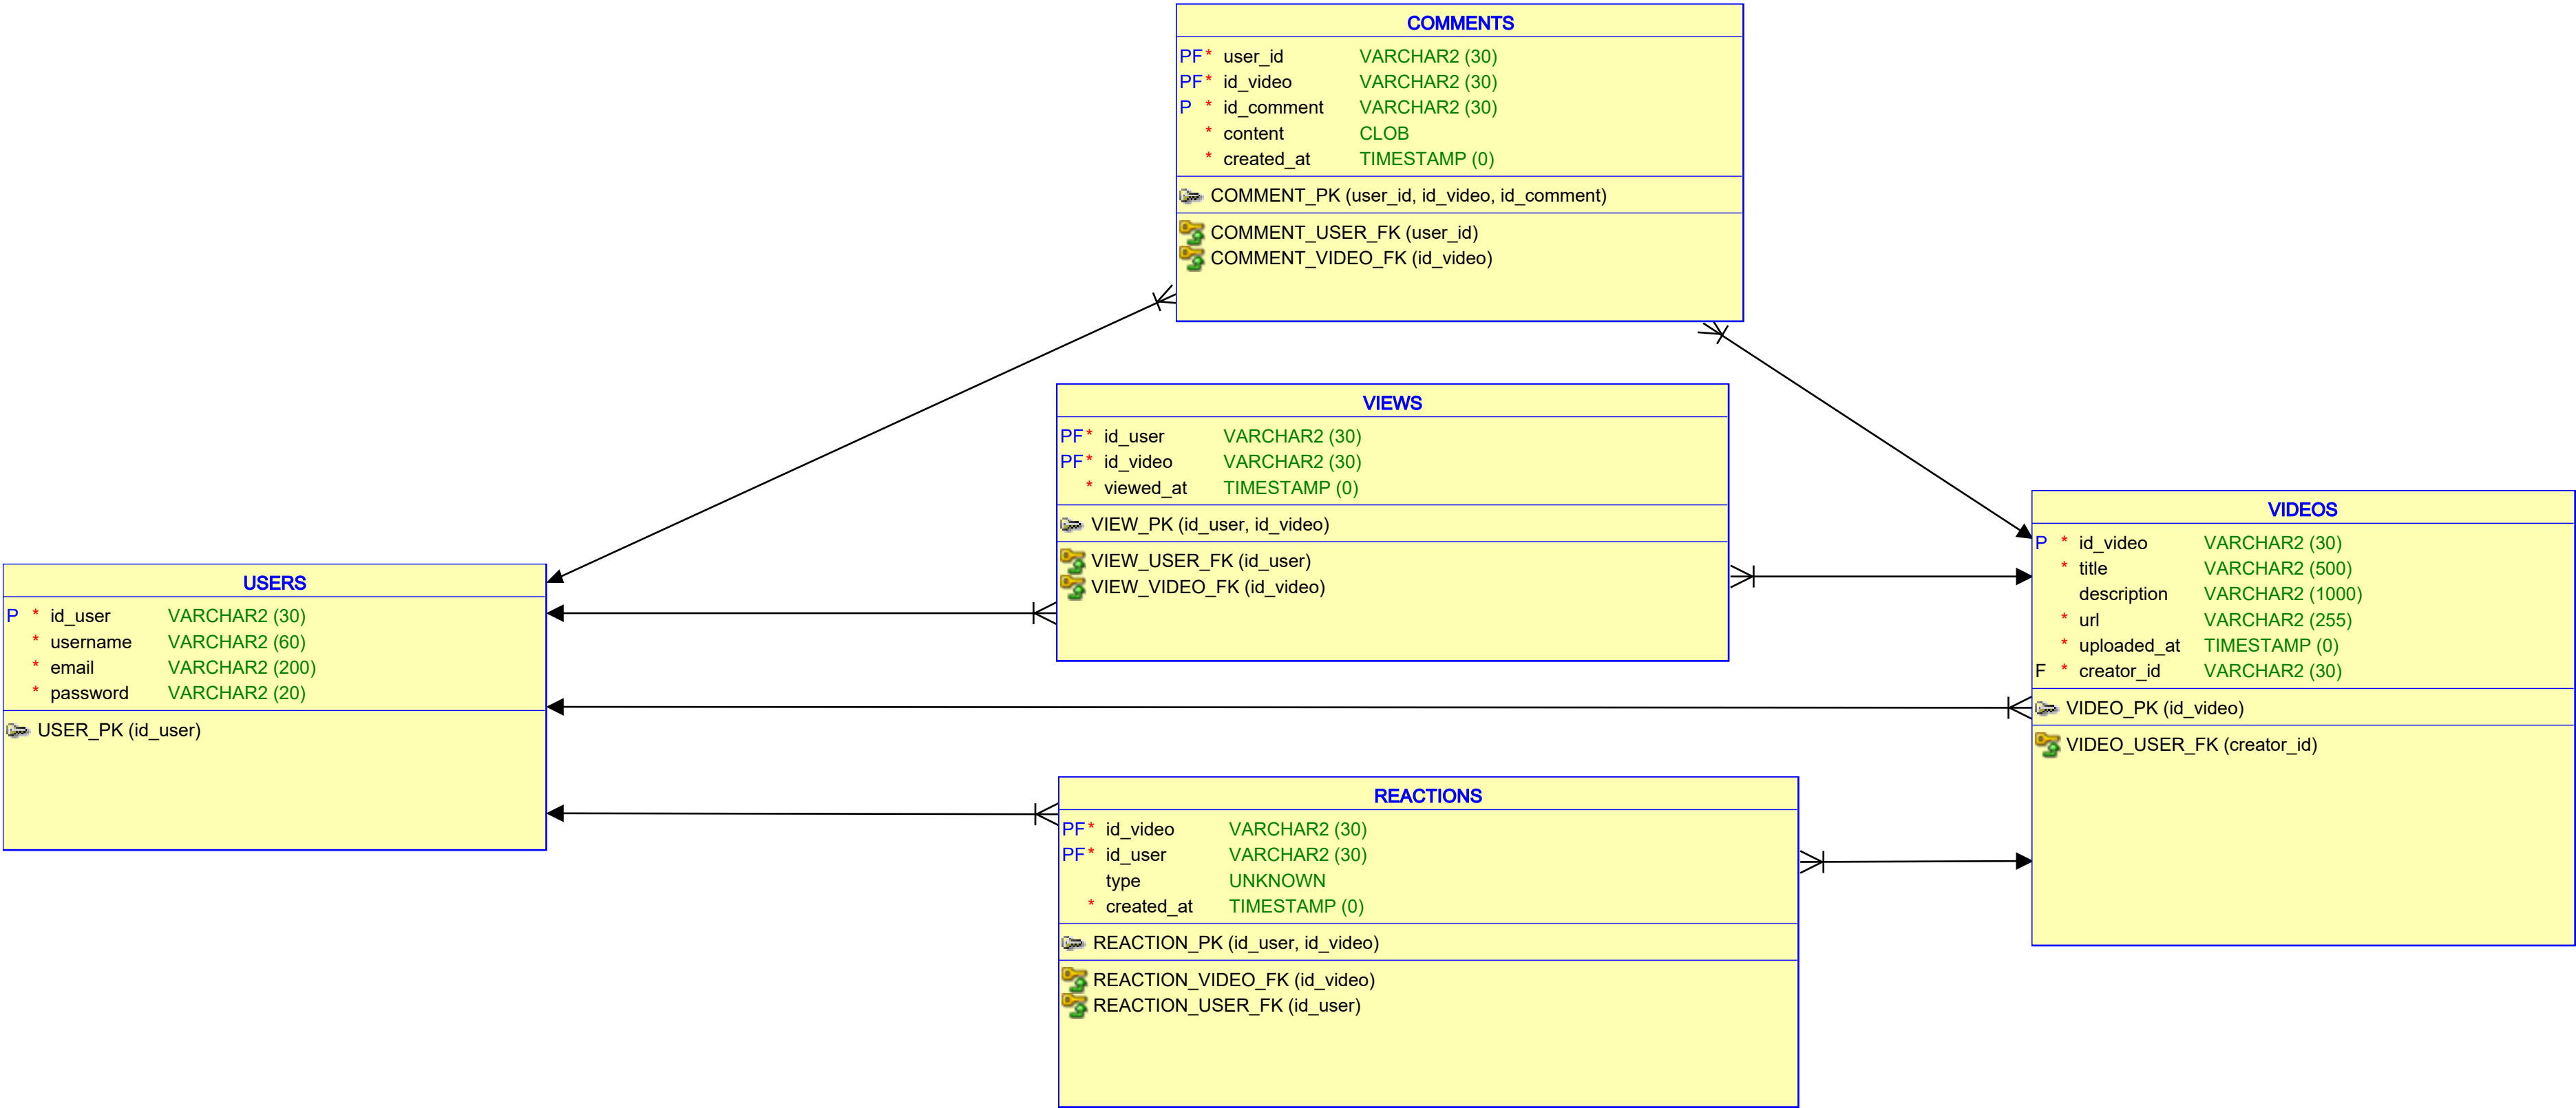 COMMENTS
PF * user_id VARCHAR2 (30)
PF * id_video VARCHAR2 (30)
P * id_comment VARCHAR2 (30)
* content CLOB
* created_at TIMESTAMP (0)
COMMENT_PK (user_id, id_video, id_comment)
COMMENT_USER_FK (user_id)
COMMENT_VIDEO_FK (id_video)
VIEWS
PF * id_user VARCHAR2 (30)
PF * id_video VARCHAR2 (30)
* viewed_at TIMESTAMP (0)
VIEW_PK (id_user, id_video)
VIEW_USER_FK (id_user)
VIEW_VIDEO_FK (id_video)
VIDEOS
P * id_video VARCHAR2 (30)
* title VARCHAR2 (500)
description VARCHAR2 (1000)
* url VARCHAR2 (255)
* uploaded_at TIMESTAMP (0)
F * creator_id VARCHAR2 (30)
VIDEO_PK (id_video)
VIDEO_USER_FK (creator_id)
USERS
P * id_user VARCHAR2 (30)
* username VARCHAR2 (60)
* email VARCHAR2 (200)
* password VARCHAR2 (20)
USER_PK (id_user)
REACTIONS
PF * id_video VARCHAR2 (30)
PF * id_user VARCHAR2 (30)
type UNKNOWN
* created_at TIMESTAMP (0)
REACTION_PK (id_user, id_video)
REACTION_VIDEO_FK (id_video)
REACTION_USER_FK (id_user)